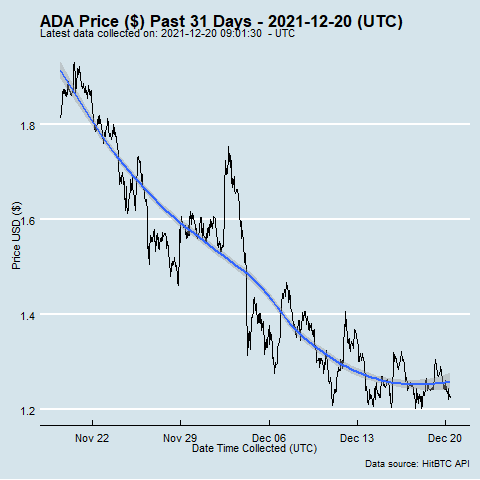 ADA Price ($) Past 31 Days - 2021-12-20 (UTC)
Latest data collected on: 2021-12-20 09:01:30 - UTC
Price USD ($)
1.8
1.6
1.4
1.2
Nov 22 Nov 29 Dec 06 Dec 13 Dec 20
Date Time Collected (UTC)
Data source: HitBTC API